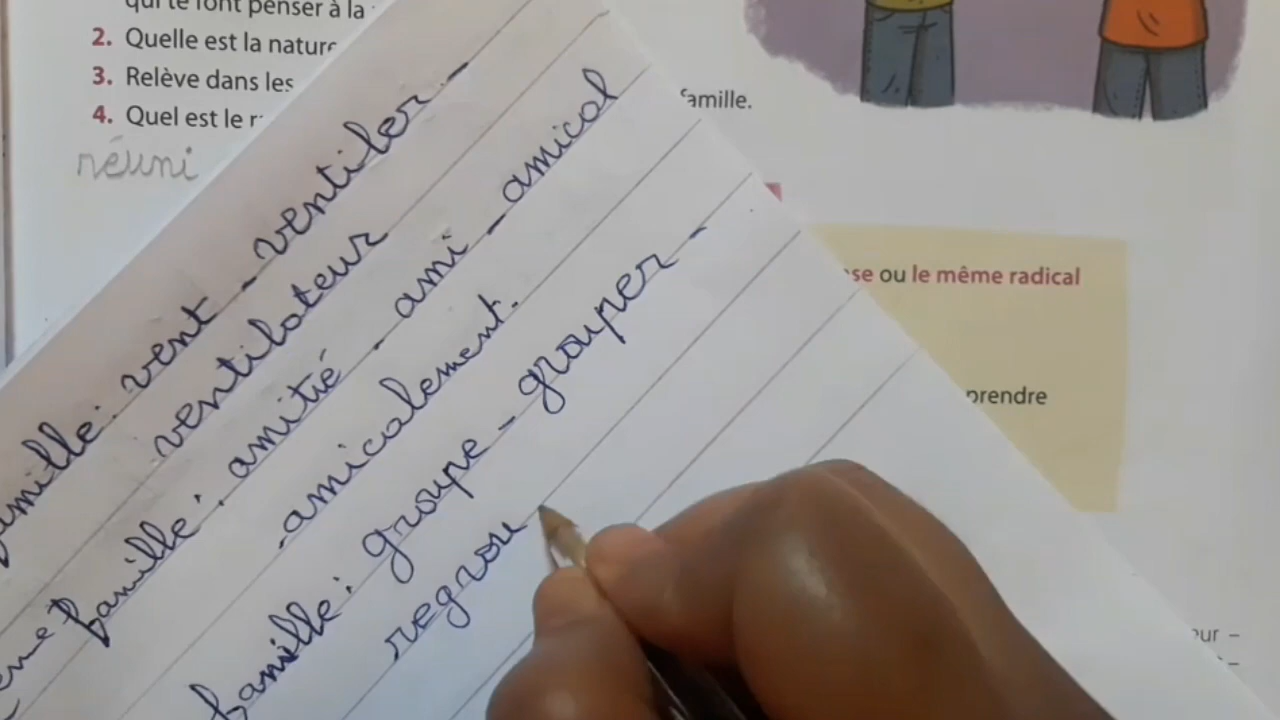 qui te font penser à la
2. Quelle est la nature
3. Relève dans les
4. Quel est le r
réuni
famille.
se ou le même radical
prendre
ur –
–
famille : vent - ventiler -
ventilateur
ême famille : amitié - ami - amical
- amicalement.
famille : groupe - grouper -
regrou